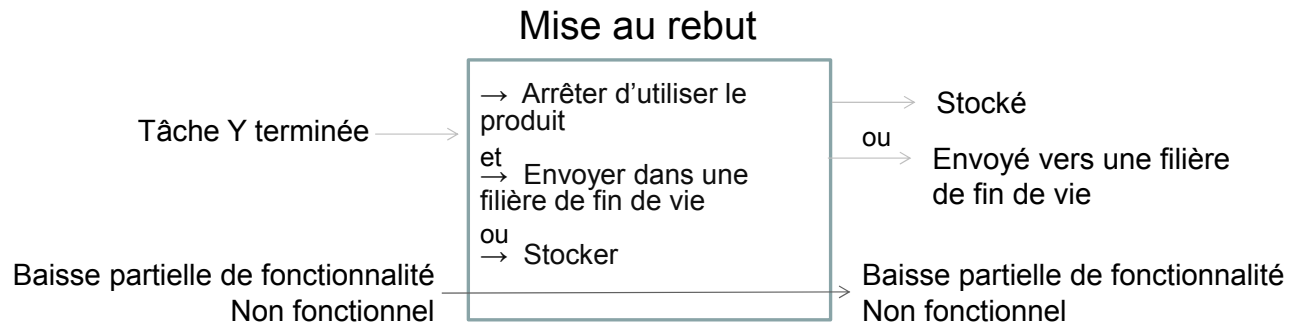 Mise au rebut
Tâche Y terminée
→ Arrêter d'utiliser le
produit
et
→ Envoyer dans une
filière de fin de vie
ou
→ Stocker
Stocké
ou
Envoyé vers une filière
de fin de vie
Baisse partielle de fonctionnalité
Non fonctionnel
Baisse partielle de fonctionnalité
Non fonctionnel